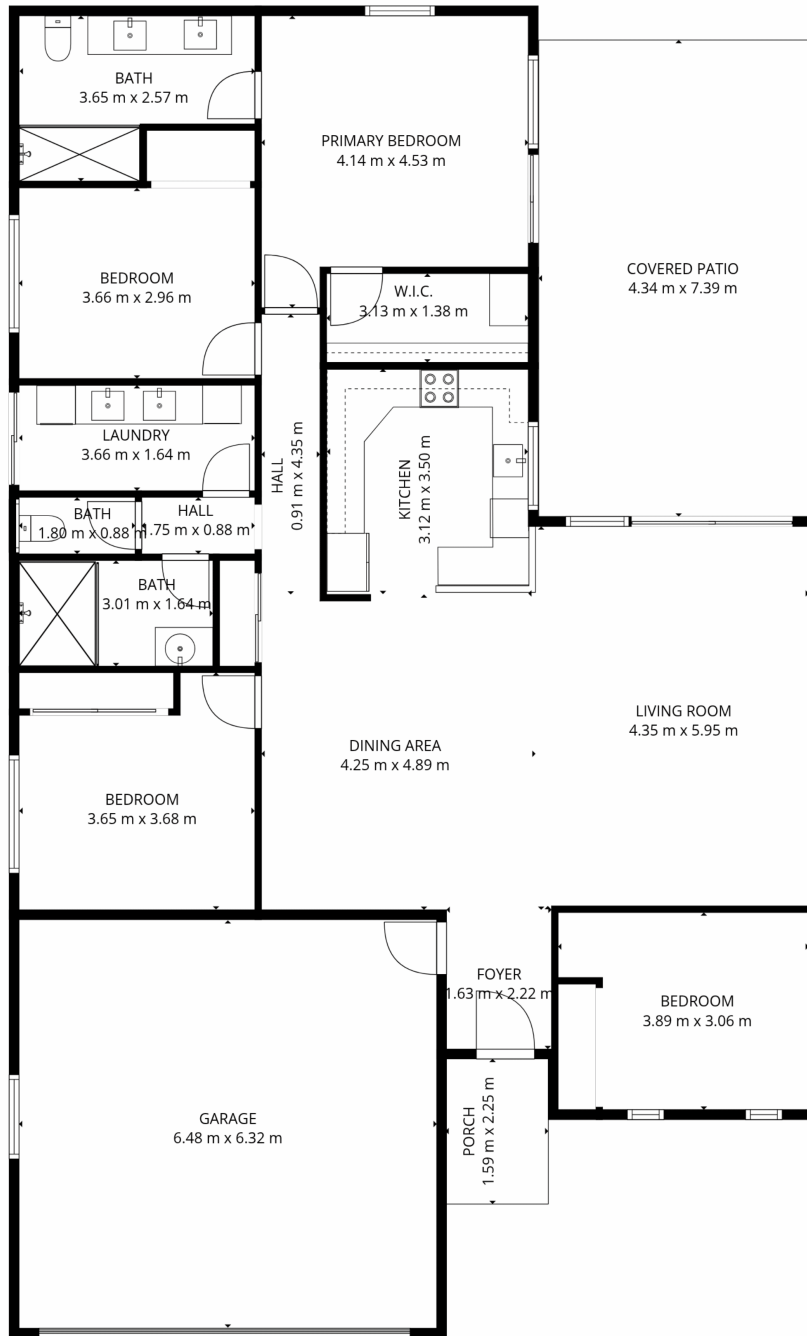 BATH
3.65 m x 2.57 m
PRIMARY BEDROOM
4.14 m x 4.53 m
COVERED PATIO
4.34 m x 7.39 m
BEDROOM
3.66 m x 2.96 m
W.I.C.
3.13 m x 1.38 m
LAUNDRY
3.66 m x 1.64 m
HALL
0.91 m x 4.35 m
KITCHEN
3.12 m x 3.50 m
BATH
1.80 m x 0.88 m
HALL
1.75 m x 0.88 m
BATH
3.01 m x 1.64 m
LIVING ROOM
4.35 m x 5.95 m
DINING AREA
4.25 m x 4.89 m
BEDROOM
3.65 m x 3.68 m
FOYER
1.63 m x 2.22 m
BEDROOM
3.89 m x 3.06 m
GARAGE
6.48 m x 6.32 m
PORCH
1.59 m x 2.25 m